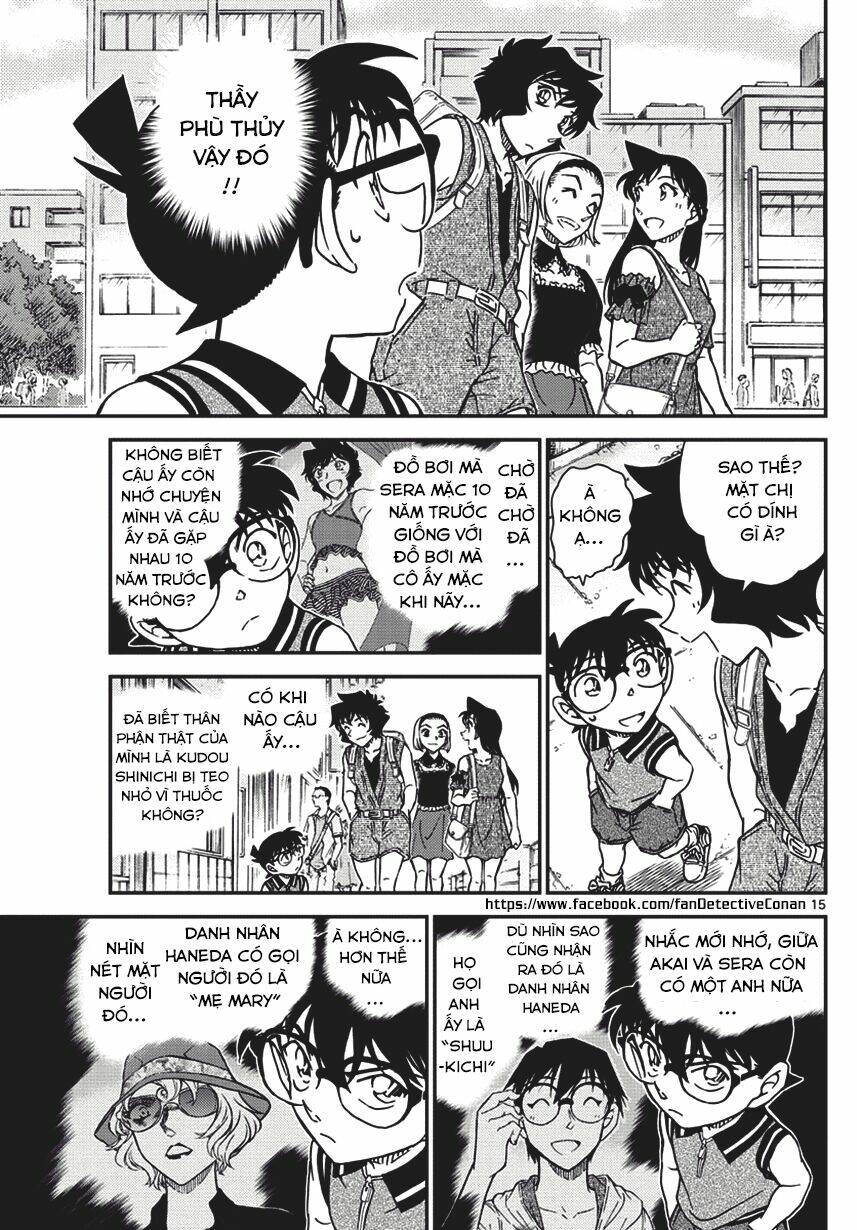 THẦY
PHÙ THỦY
VẬY ĐÓ
!!
SAO THẾ?
MẶT CHỊ
CÓ DÍNH
GÌ À?
À
KHÔNG
Ạ...
CHỜ
ĐÃ
CHỜ
ĐÃ
...
ĐỒ BƠI MÀ
SERA MẶC 10
NĂM TRƯỚC
GIỐNG VỚI
ĐỒ BƠI MÀ
CÔ ẤY MẶC
KHI NÃY...
KHÔNG BIẾT
CẬU ẤY CÒN
NHỚ CHUYỆN
MÌNH VÀ CẬU
ẤY ĐÃ GẶP
NHAU 10
NĂM TRƯỚC
KHÔNG?
CÓ KHI
NÀO CẬU
ẤY...
ĐÃ BIẾT THÂN
PHẬN THẬT CỦA
MÌNH LÀ KUDOU
SHINICHI BỊ TEO
NHỎ VÌ THUỐC
KHÔNG?
https://www.facebook.com/fanDetectiveConan 15
NHẮC MỚI NHỚ, GIỮA
AKAI VÀ SERA CÒN
CÓ MỘT ANH NỮA
...
DÙ NHÌN SAO
CŨNG NHẬN
RA ĐÓ LÀ
DANH NHÂN
HANEDA
...
HỌ
GỌI
ANH
ẤY LÀ
"SHUU
-KICHI"
À KHÔNG...
HƠN THẾ
NỮA
...
DANH NHÂN
HANEDA CÓ GỌI
NGƯỜI ĐÓ LÀ
"MẸ MARY"
NHÌN
NÉT MẶT
NGƯỜI
ĐÓ...